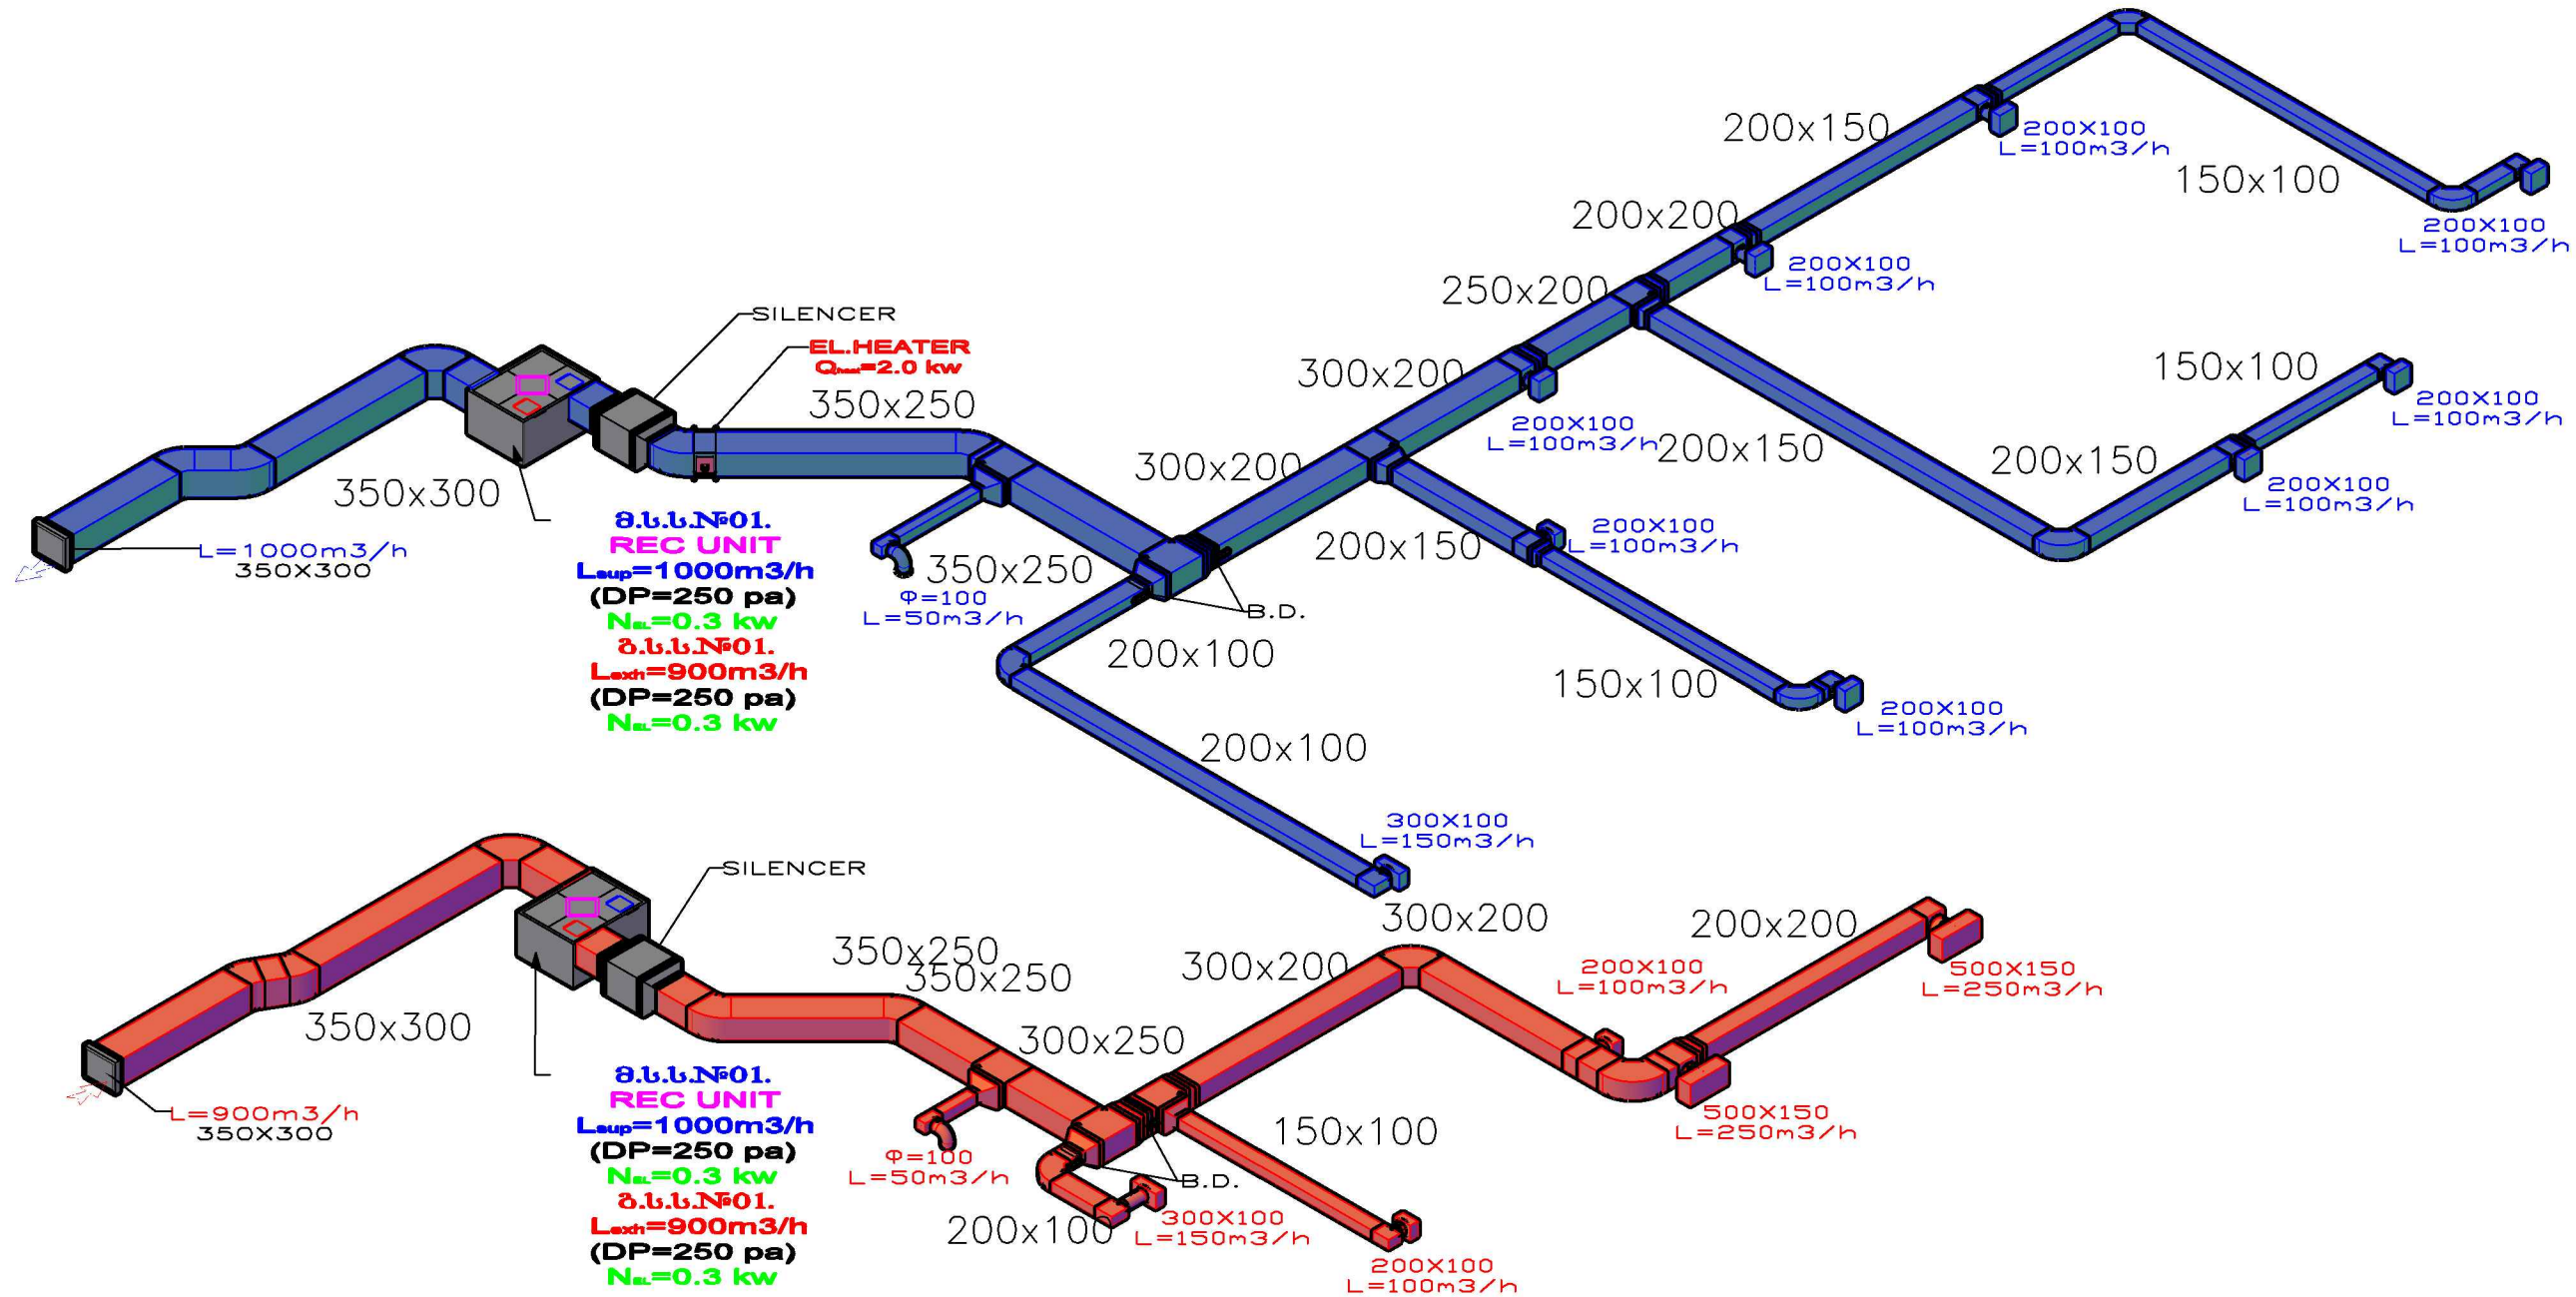 200x150
200X100
L=100m3/h
150x100
200X100
L=100m3/h
200x200
200X100
L=100m3/h
250x200
SILENCER
EL.HEATER
Qheat=2.0 kw
350x250
300x200
200X100
L=100m3/h
150x100
200X100
L=100m3/h
200x150
200x150
200X100
L=100m3/h
300x200
200x150
200X100
L=100m3/h
350x300
L=1000m3/h
350X300
REC UNIT
Lsup=1000m3/h
(DP=250 pa)
NEL=0.3 kw
Lexh=900m3/h
(DP=250 pa)
NEL=0.3 kw
350x250
Φ=100
L=50m3/h
B.D.
200x100
150x100
200X100
L=100m3/h
200x100
300X100
L=150m3/h
SILENCER
350x250
350x250
300x200
300x200
200x200
200X100
L=100m3/h
500X150
L=250m3/h
350x300
300x250
500X150
L=250m3/h
L=900m3/h
350X300
REC UNIT
Lsup=1000m3/h
(DP=250 pa)
NEL=0.3 kw
Lexh=900m3/h
(DP=250 pa)
NEL=0.3 kw
Φ=100
L=50m3/h
150x100
B.D.
200x100
300X100
L=150m3/h
200X100
L=100m3/h